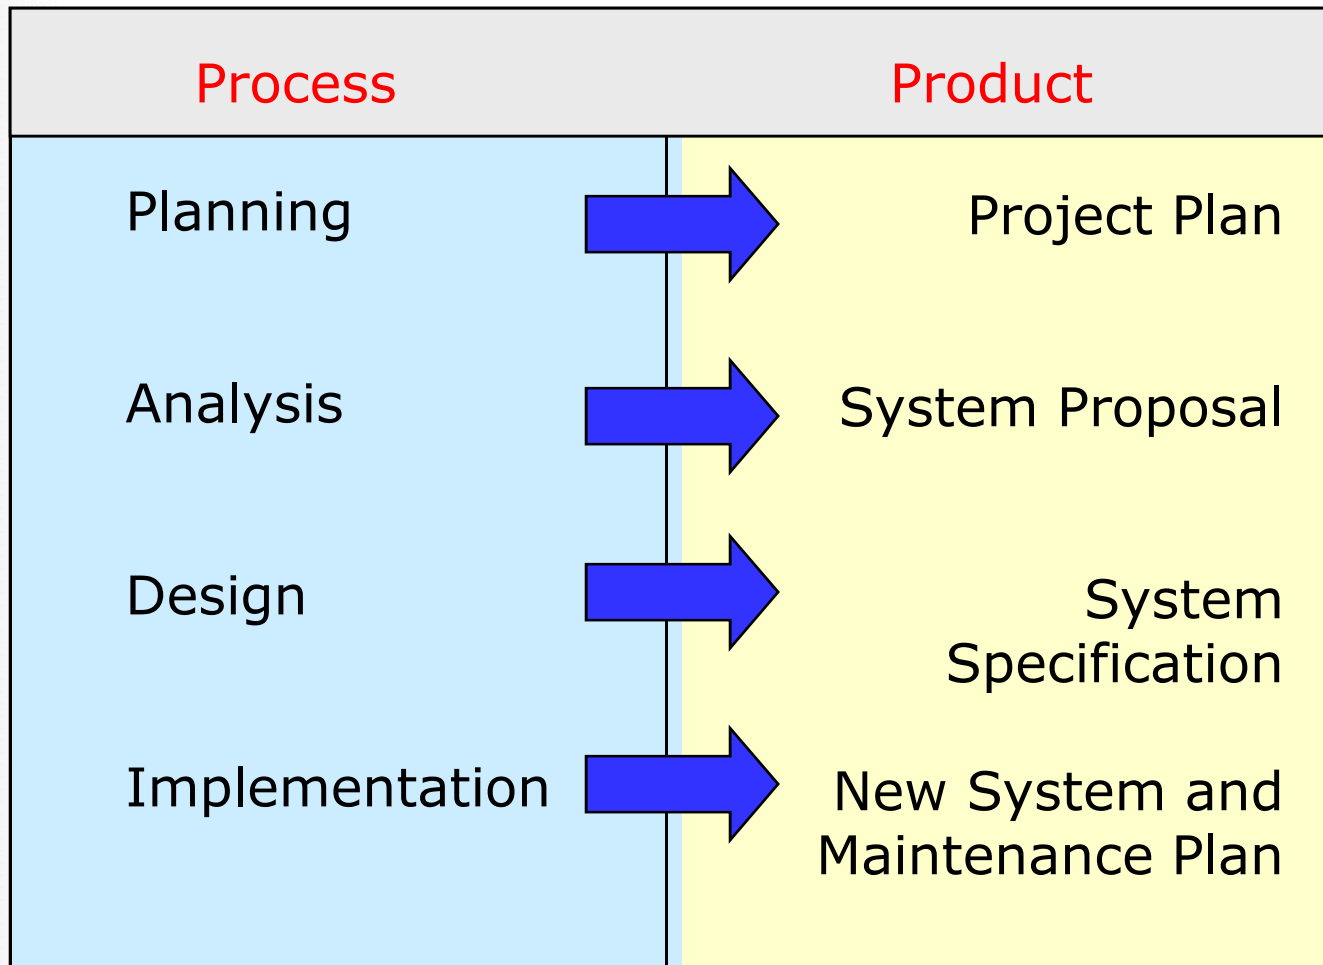 Process
Product
Planning
Project Plan
Analysis
System Proposal
Design
System
Specification
Implementation
New System and
Maintenance Plan